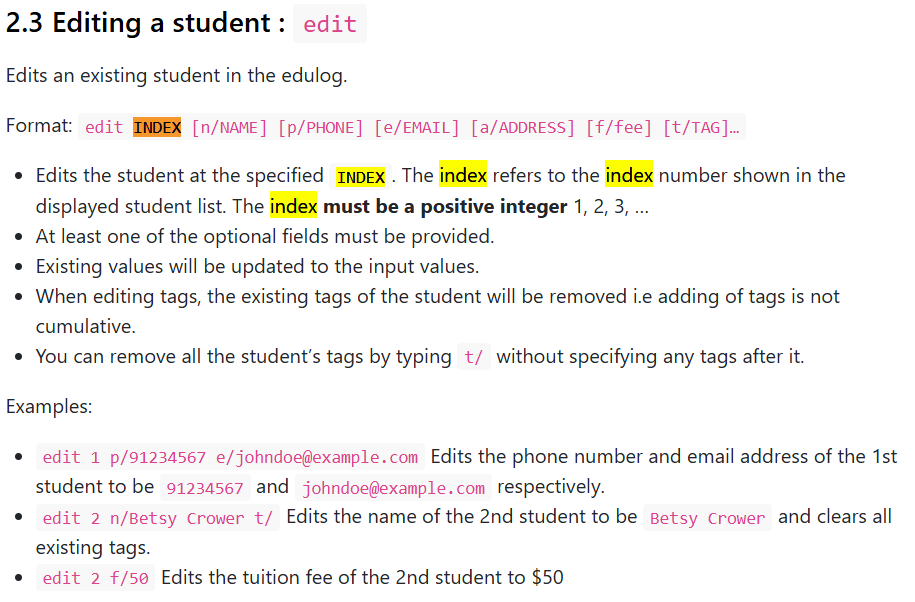 2.3 Editing a student : edit
Edits an existing student in the edulog.
Format: edit INDEX [n/NAME] [p/PHONE] [e/EMAIL] [a/ADDRESS] [f/fee] [t/TAG]…
• Edits the student at the specified INDEX . The index refers to the index number shown in the
displayed student list. The index must be a positive integer 1, 2, 3, …
• At least one of the optional fields must be provided.
• Existing values will be updated to the input values.
• When editing tags, the existing tags of the student will be removed i.e adding of tags is not
cumulative.
• You can remove all the student’s tags by typing t/ without specifying any tags after it.
Examples:
• edit 1 p/91234567 e/johndoe@example.com Edits the phone number and email address of the 1st
student to be 91234567 and johndoe@example.com respectively.
• edit 2 n/Betsy Crower t/ Edits the name of the 2nd student to be Betsy Crower and clears all
existing tags.
• edit 2 f/50 Edits the tuition fee of the 2nd student to $50